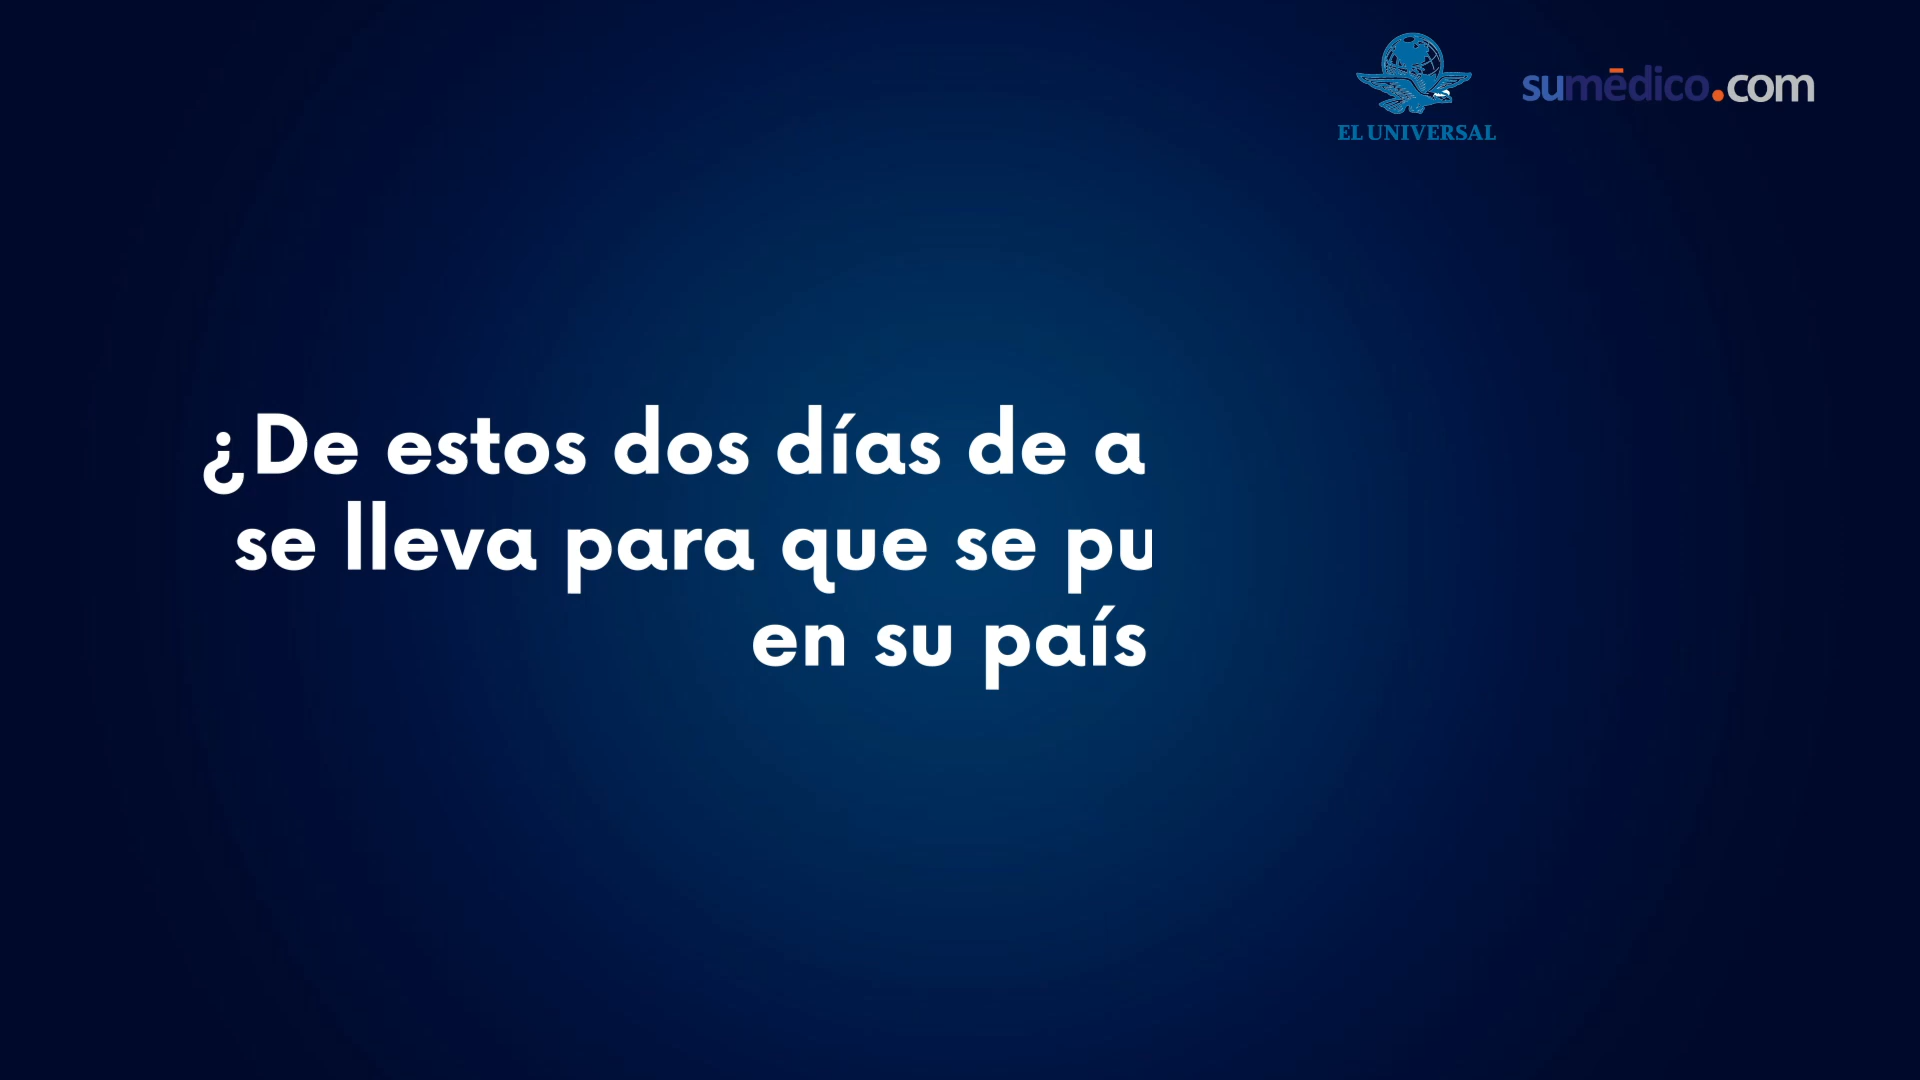 EL UNIVERSAL
sumédico.com
¿De estos dos días de a
se lleva para que se pu
en su país